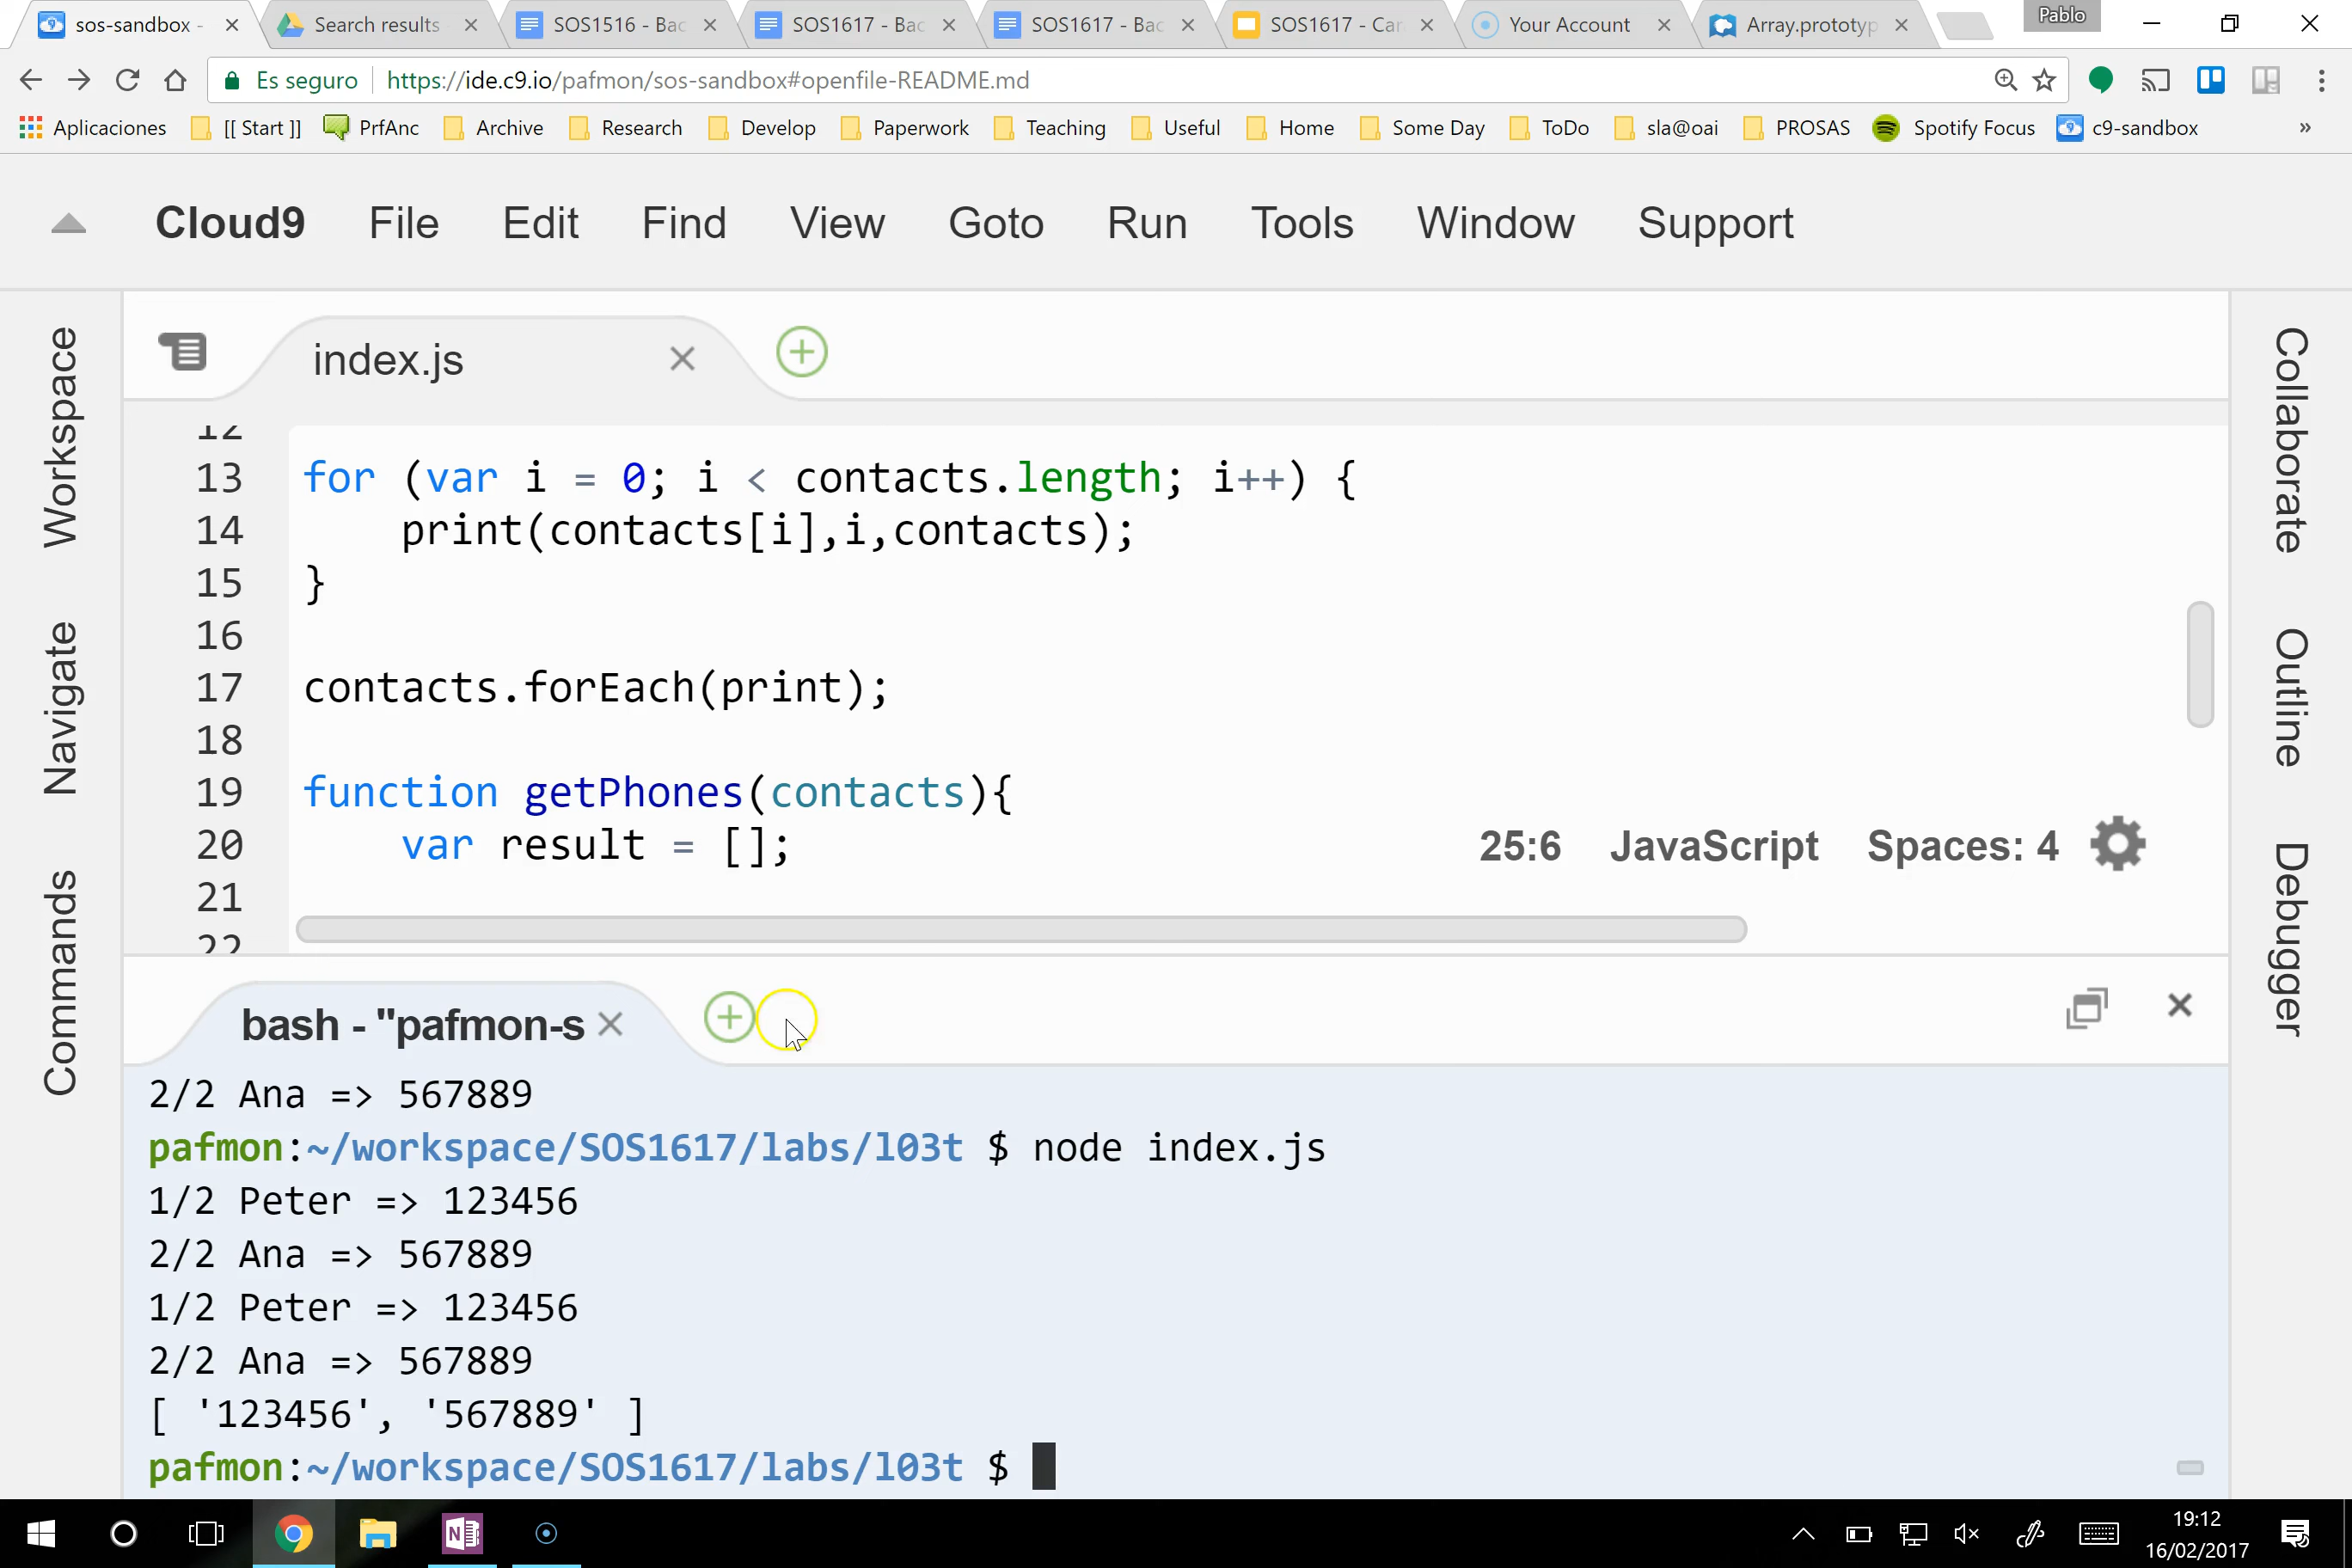 sos-sandbox -
Search results
SOS1516 - Bac
SOS1617 - Bac
SOS1617 - Bac
SOS1617 - Car
Your Account
Array.prototyp
Pablo
Es seguro
https://ide.c9.io/pafmon/sos-sandbox#openfile-README.md
Aplicaciones [[ Start ]] PrfAnc Archive Research Develop Paperwork Teaching Useful Home Some Day ToDo sla@oai PROSAS Spotify Focus c9-sandbox »
Cloud9 File Edit Find View Goto Run Tools Window Support
Workspace
Navigate
Commands
index.js
12
13 for (var i = 0; i < contacts.length; i++) {
14 print(contacts[i],i,contacts);
15 }
16
17 contacts.forEach(print);
18
19 function getPhones(contacts){
20 var result = [];
21
22
25:6 JavaScript Spaces: 4
Collaborate
Outline
Debugger
bash - "pafmon-s
2/2 Ana => 567889
pafmon:~/workspace/SOS1617/labs/l03t $ node index.js
1/2 Peter => 123456
2/2 Ana => 567889
1/2 Peter => 123456
2/2 Ana => 567889
[ '123456', '567889' ]
pafmon:~/workspace/SOS1617/labs/l03t $
19:12
16/02/2017